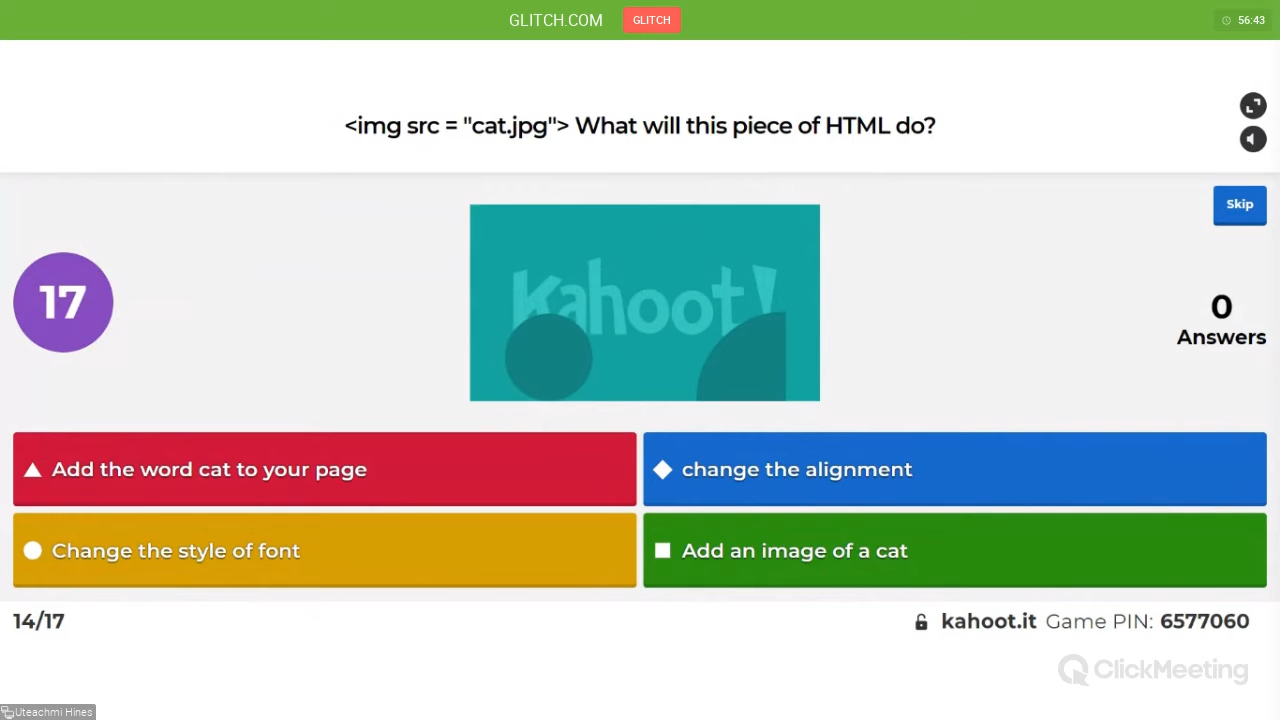 GLITCH.COM GLITCH 56:43
<img src = "cat.jpg"> What will this piece of HTML do?
Skip
17
Kahoot!
0
Answers
Add the word cat to your page
change the alignment
Change the style of font
Add an image of a cat
14/17
kahoot.it Game PIN: 6577060
ClickMeeting
Uteachmi Hines